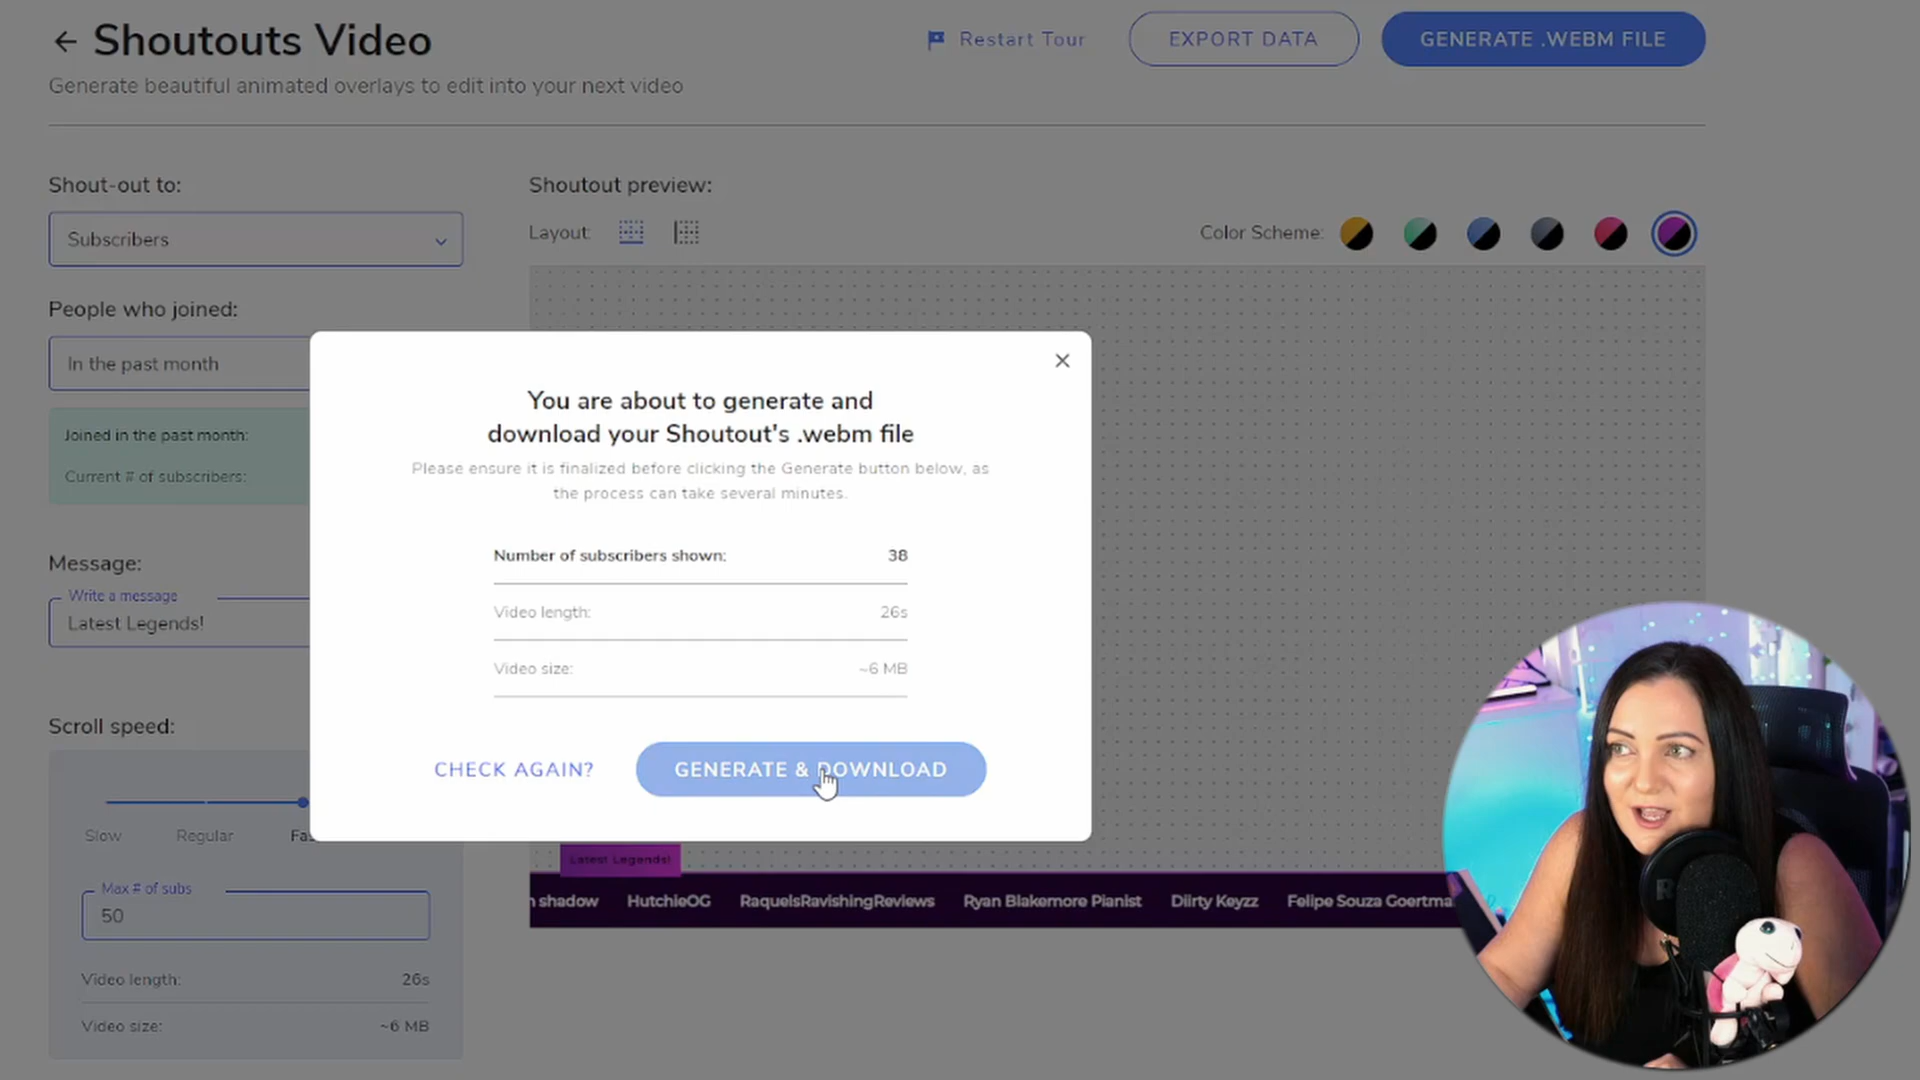 Shoutouts Video
Generate beautiful animated overlays to edit into your next video
Restart Tour
EXPORT DATA
GENERATE .WEBM FILE
Shout-out to:
Subscribers
People who joined:
In the past month
Joined in the past month:
Current # of subscribers:
Message:
Write a message
Latest Legends!
Scroll speed:
Slow
Regular
Fa
Max # of subs
50
Video length:
26s
Video size:
~6 MB
Shoutout preview:
Layout:
Color Scheme:
You are about to generate and
download your Shoutout's .webm file
Please ensure it is finalized before clicking the Generate button below, as
the process can take several minutes.
Number of subscribers shown:
38
Video length:
26s
Video size:
~6 MB
CHECK AGAIN?
GENERATE & DOWNLOAD
Latest Legends!
n shadow
HutchieOG
RaquelsRavishingReviews
Ryan Blakemore Pianist
Diirty Keyzz
Felipe Souza Goertma